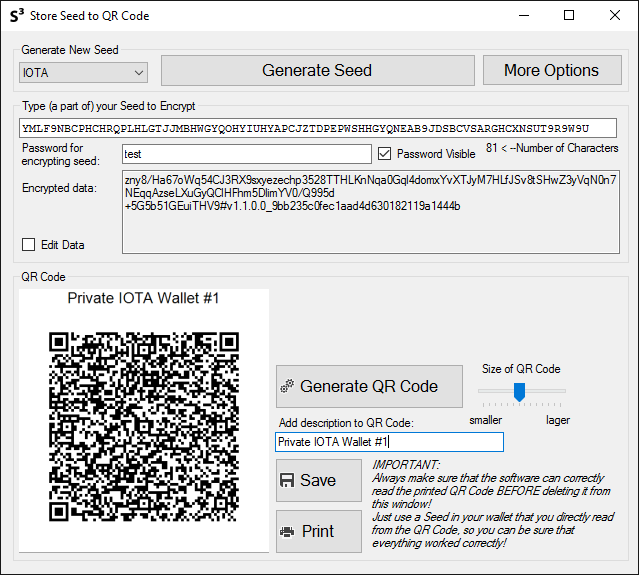 S³ Store Seed to QR Code
Generate New Seed
IOTA
Generate Seed
More Options
Type (a part of) your Seed to Encrypt
YMLF9NBCPHCHRQPLHLGTJJMBHWGYQOHYIUHYAPCJZTDPEPWSHHGYQNEAB9JDSBCVSARGHCXNSUT9R9W9U
Password for
encrypting seed:
test
Password Visible
81 < --Number of Characters
Encrypted data:
zny8/Ha67oWq54CJ3RX9sxyezechp3528TTHLKnNqa0Gql4domxYvXTJyM7HLfJSv8tSHwZ3yVqN0n7
NEqqAzseLXuGyQCIHFhm5DlimYV0/Q995d
+5G5b51GEuiTHV9#v1.1.0.0_9bb235c0fec1aad4d630182119a1444b
Edit Data
QR Code
Private IOTA Wallet #1
Generate QR Code
Size of QR Code
smaller
lager
Add description to QR Code:
Private IOTA Wallet #1
Save
Print
IMPORTANT:
Always make sure that the software can correctly
read the printed QR Code BEFORE deleting it from
this window!
Just use a Seed in your wallet that you directly read
from the QR Code, so you can be sure that
everything worked correctly!